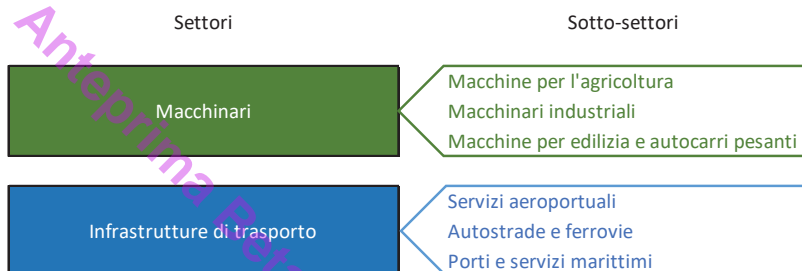 Settori
Sotto-settori
Macchinari
Macchine per l'agricoltura
Macchinari industriali
Macchine per edilizia e autocarri pesanti
Infrastrutture di trasporto
Servizi aeroportuali
Autostrade e ferrovie
Porti e servizi marittimi
Anteprima